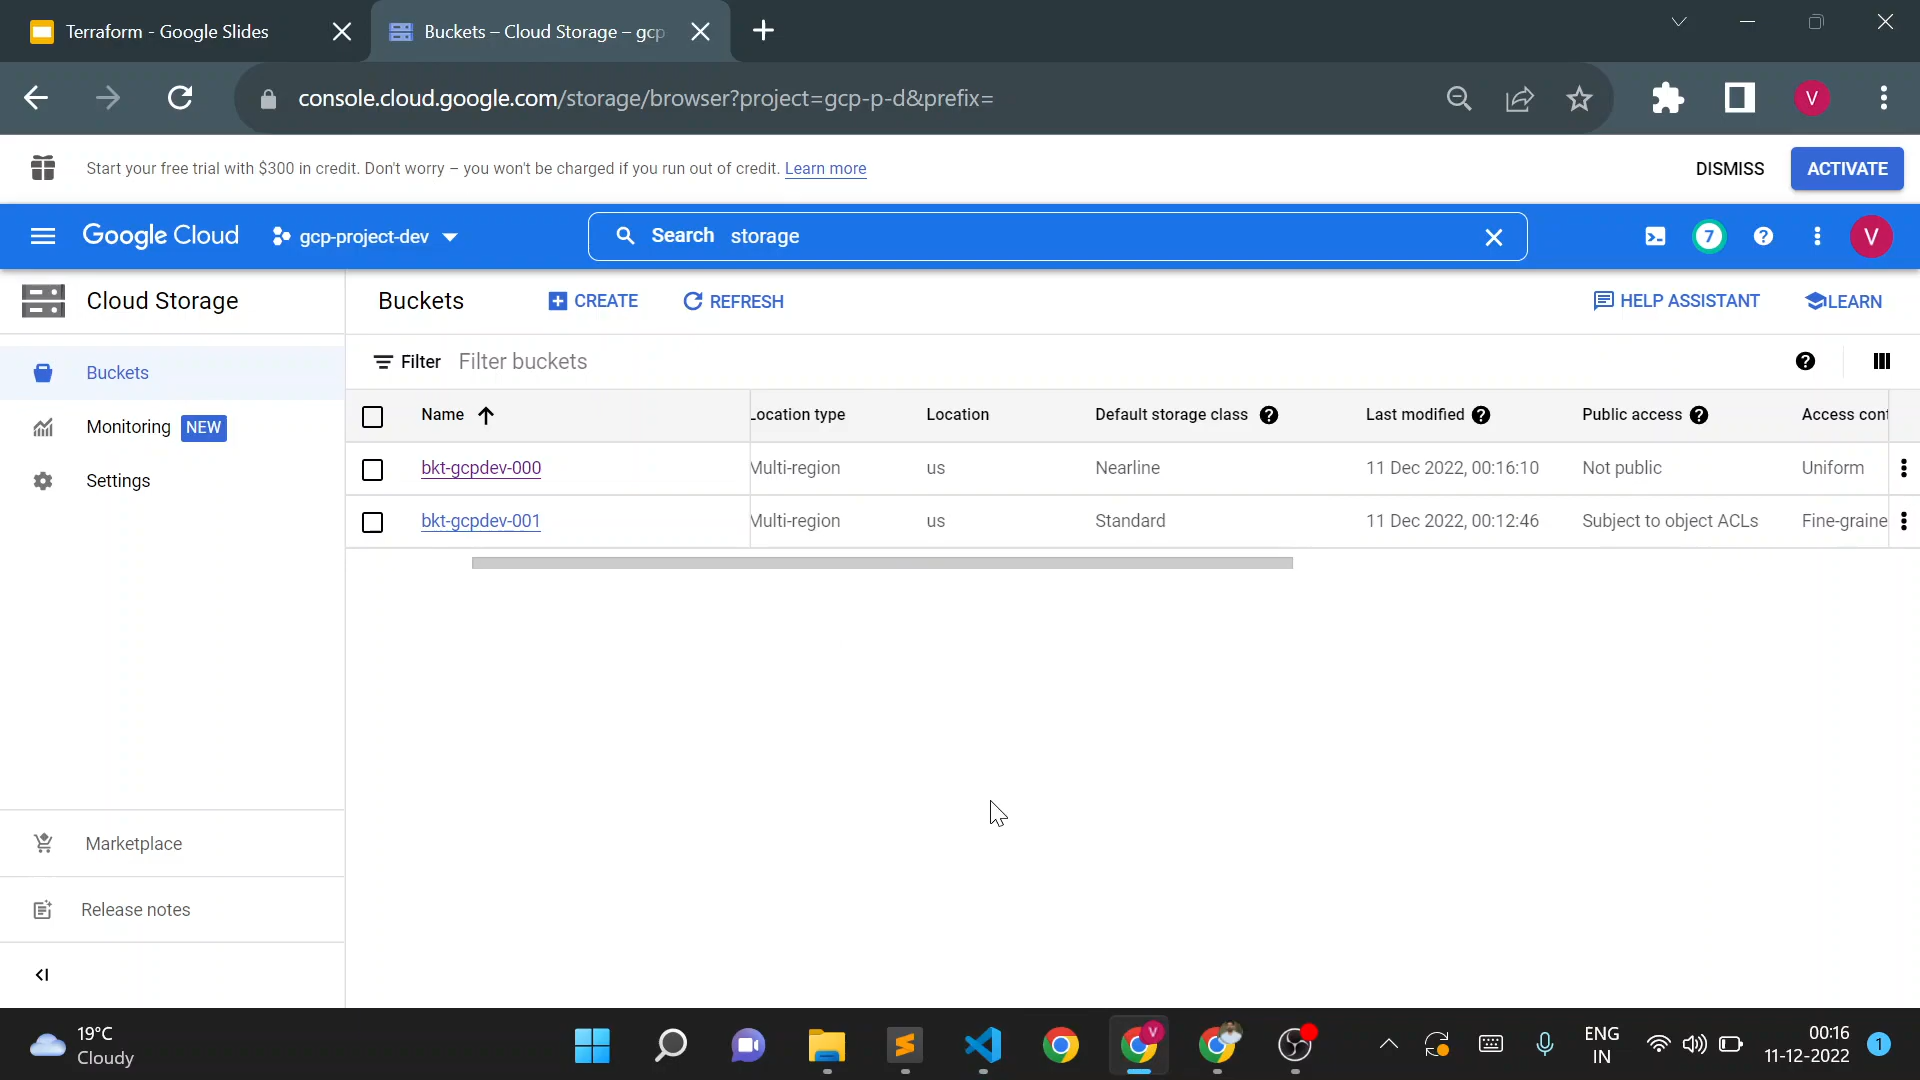 Terraform - Google Slides
Buckets – Cloud Storage – gcp
console.cloud.google.com/storage/browser?project=gcp-p-d&prefix=
V
Start your free trial with $300 in credit. Don't worry – you won't be charged if you run out of credit. Learn more
DISMISS
ACTIVATE
Google Cloud
gcp-project-dev
Search storage
7
V
Cloud Storage
Buckets
CREATE
REFRESH
HELP ASSISTANT
LEARN
Buckets
Monitoring NEW
Settings
Marketplace
Release notes
Filter Filter buckets
Name Location type Location Default storage class Last modified Public access Access cont
bkt-gcpdev-000 Multi-region us Nearline 11 Dec 2022, 00:16:10 Not public Uniform
bkt-gcpdev-001 Multi-region us Standard 11 Dec 2022, 00:12:46 Subject to object ACLs Fine-graine
19°C
Cloudy
V
ENG
IN
00:16
11-12-2022
1